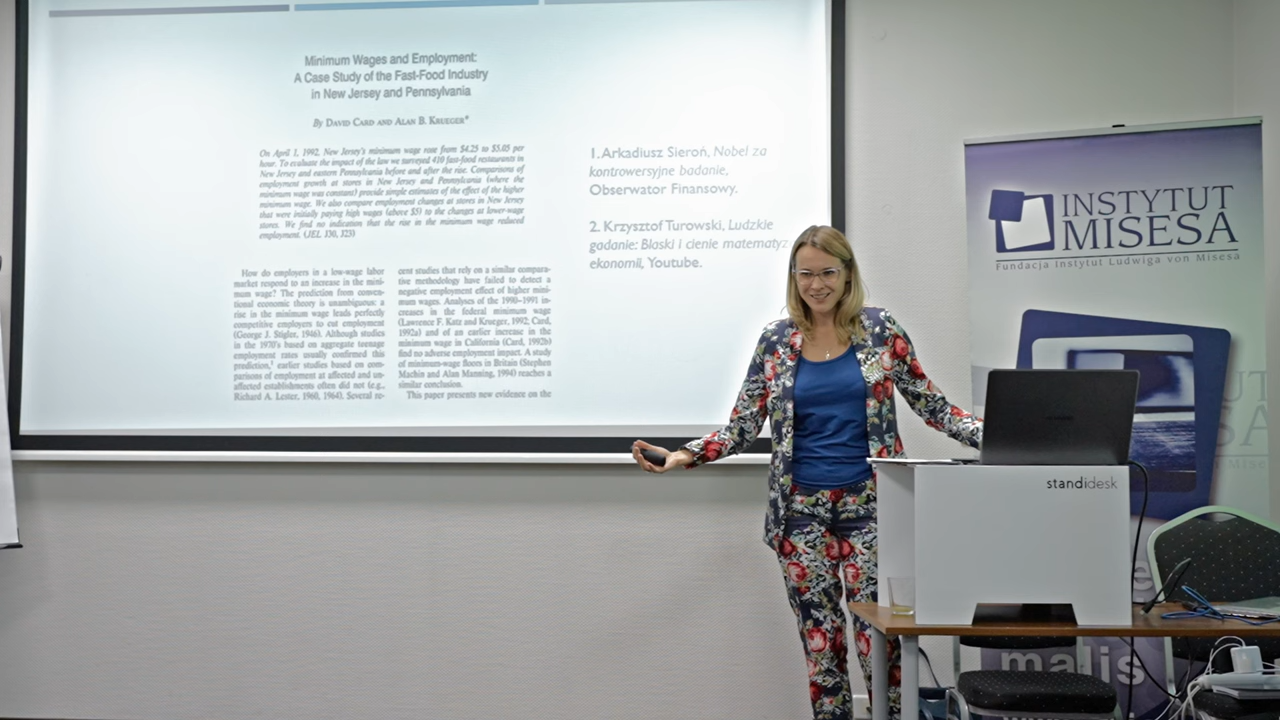 Minimum Wages and Employment:
A Case Study of the Fast-Food Industry
in New Jersey and Pennsylvania
By DAVID CARD AND ALAN B. KRUEGER*
On April 1, 1992, New Jersey's minimum wage rose from $4.25 to $5.05 per
hour. To evaluate the impact of the law we surveyed 410 fast-food restaurants in
New Jersey and eastern Pennsylvania before and after the rise. Comparisons of
employment growth at stores in New Jersey and Pennsylvania (where the
minimum wage was constant) provide simple estimates of the effect of the higher
minimum wage. We also compare employment changes at stores in New Jersey
that were initially paying high wages (above $5) to the changes at lower-wage
stores. We find no indication that the rise in the minimum wage reduced
employment. (JEL J30, J23)
How do employers in a low-wage labor
market respond to an increase in the mini-
mum wage? The prediction from conven-
tional economic theory is unambiguous: a
rise in the minimum wage leads perfectly
competitive employers to cut employment
(George J. Stigler, 1946). Although studies
in the 1970's based on aggregate teenage
employment rates usually confirmed this
prediction,¹ earlier studies based on com-
parisons of employment at affected and un-
affected establishments often did not (e.g.,
Richard A. Lester, 1960, 1964). Several re-
cent studies that rely on a similar compara-
tive methodology have failed to detect a
negative employment effect of higher mini-
mum wages. Analyses of the 1990–1991 in-
creases in the federal minimum wage
(Lawrence F. Katz and Krueger, 1992; Card,
1992a) and of an earlier increase in the
minimum wage in California (Card, 1992b)
find no adverse employment impact. A study
of minimum-wage floors in Britain (Stephen
Machin and Alan Manning, 1994) reaches a
similar conclusion.
This paper presents new evidence on the
1. Arkadiusz Sieroń, Nobel za
kontrowersyjne badanie,
Obserwator Finansowy.
2. Krzysztof Turowski, Ludzkie
gadanie: Blaski i cienie matematyz
ekonomii, Youtube.
INSTYTUT
MISESA
Fundacja Instytut Ludwiga von Misesa
standidesk
malis